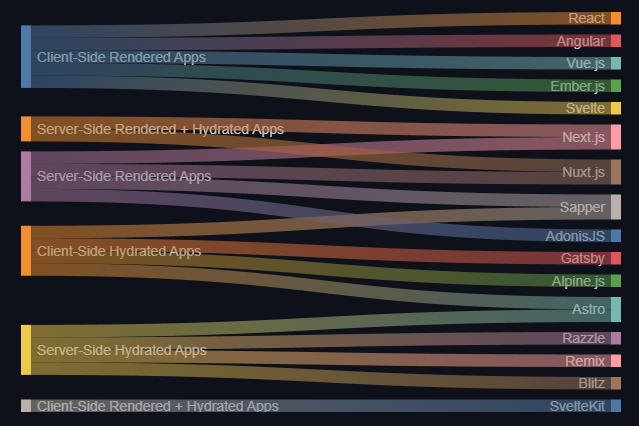 React
Angular
Client-Side Rendered Apps
Vue.js
Ember.js
Svelte
Server-Side Rendered + Hydrated Apps
Next.js
Server-Side Rendered Apps
Nuxt.js
Sapper
AdonisJS
Client-Side Hydrated Apps
Gatsby
Alpine.js
Astro
Razzle
Server-Side Hydrated Apps
Remix
Blitz
Client-Side Rendered + Hydrated Apps
SvelteKit